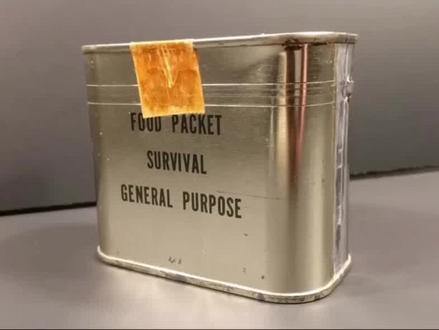 FOOD PACKET
SURVIVAL
GENERAL PURPOSE